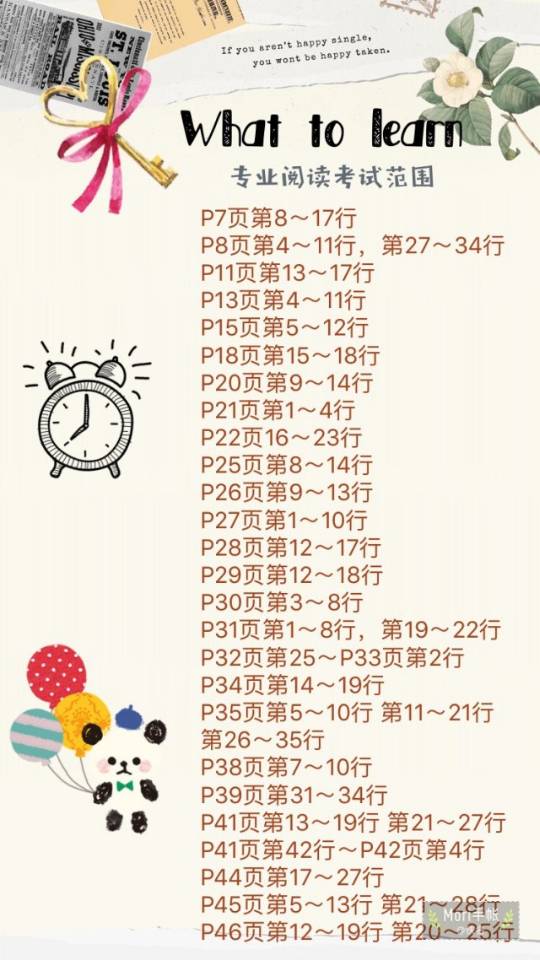 ST. LOUIS
If you aren't happy single,
you wont be happy taken.
What to learn
专业阅读考试范围
P7页第8～17行
P8页第4～11行，第27～34行
P11页第13～17行
P13页第4～11行
P15页第5～12行
P18页第15～18行
P20页第9～14行
P21页第1～4行
P22页16～23行
P25页第8～14行
P26页第9～13行
P27页第1～10行
P28页第12～17行
P29页第12～18行
P30页第3～8行
P31页第1～8行，第19～22行
P32页第25～P33页第2行
P34页第14～19行
P35页第5～10行 第11～21行
第26～35行
P38页第7～10行
P39页第31～34行
P41页第13～19行 第21～27行
P41页第42行～P42页第4行
P44页第17～27行
P45页第5～13行 第21～28行
Mori手帐
P46页第12～19行 第20～25行